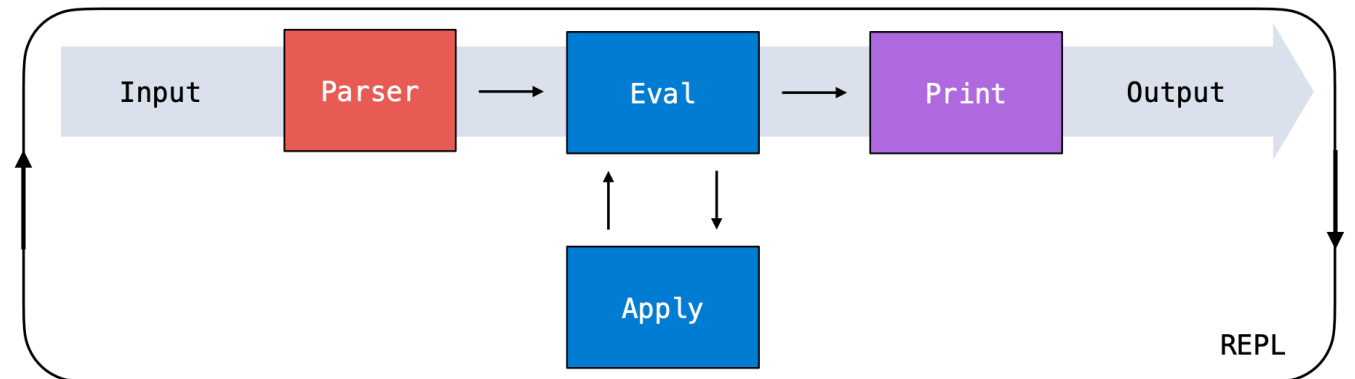 Input
Parser
Eval
Print
Output
Apply
REPL